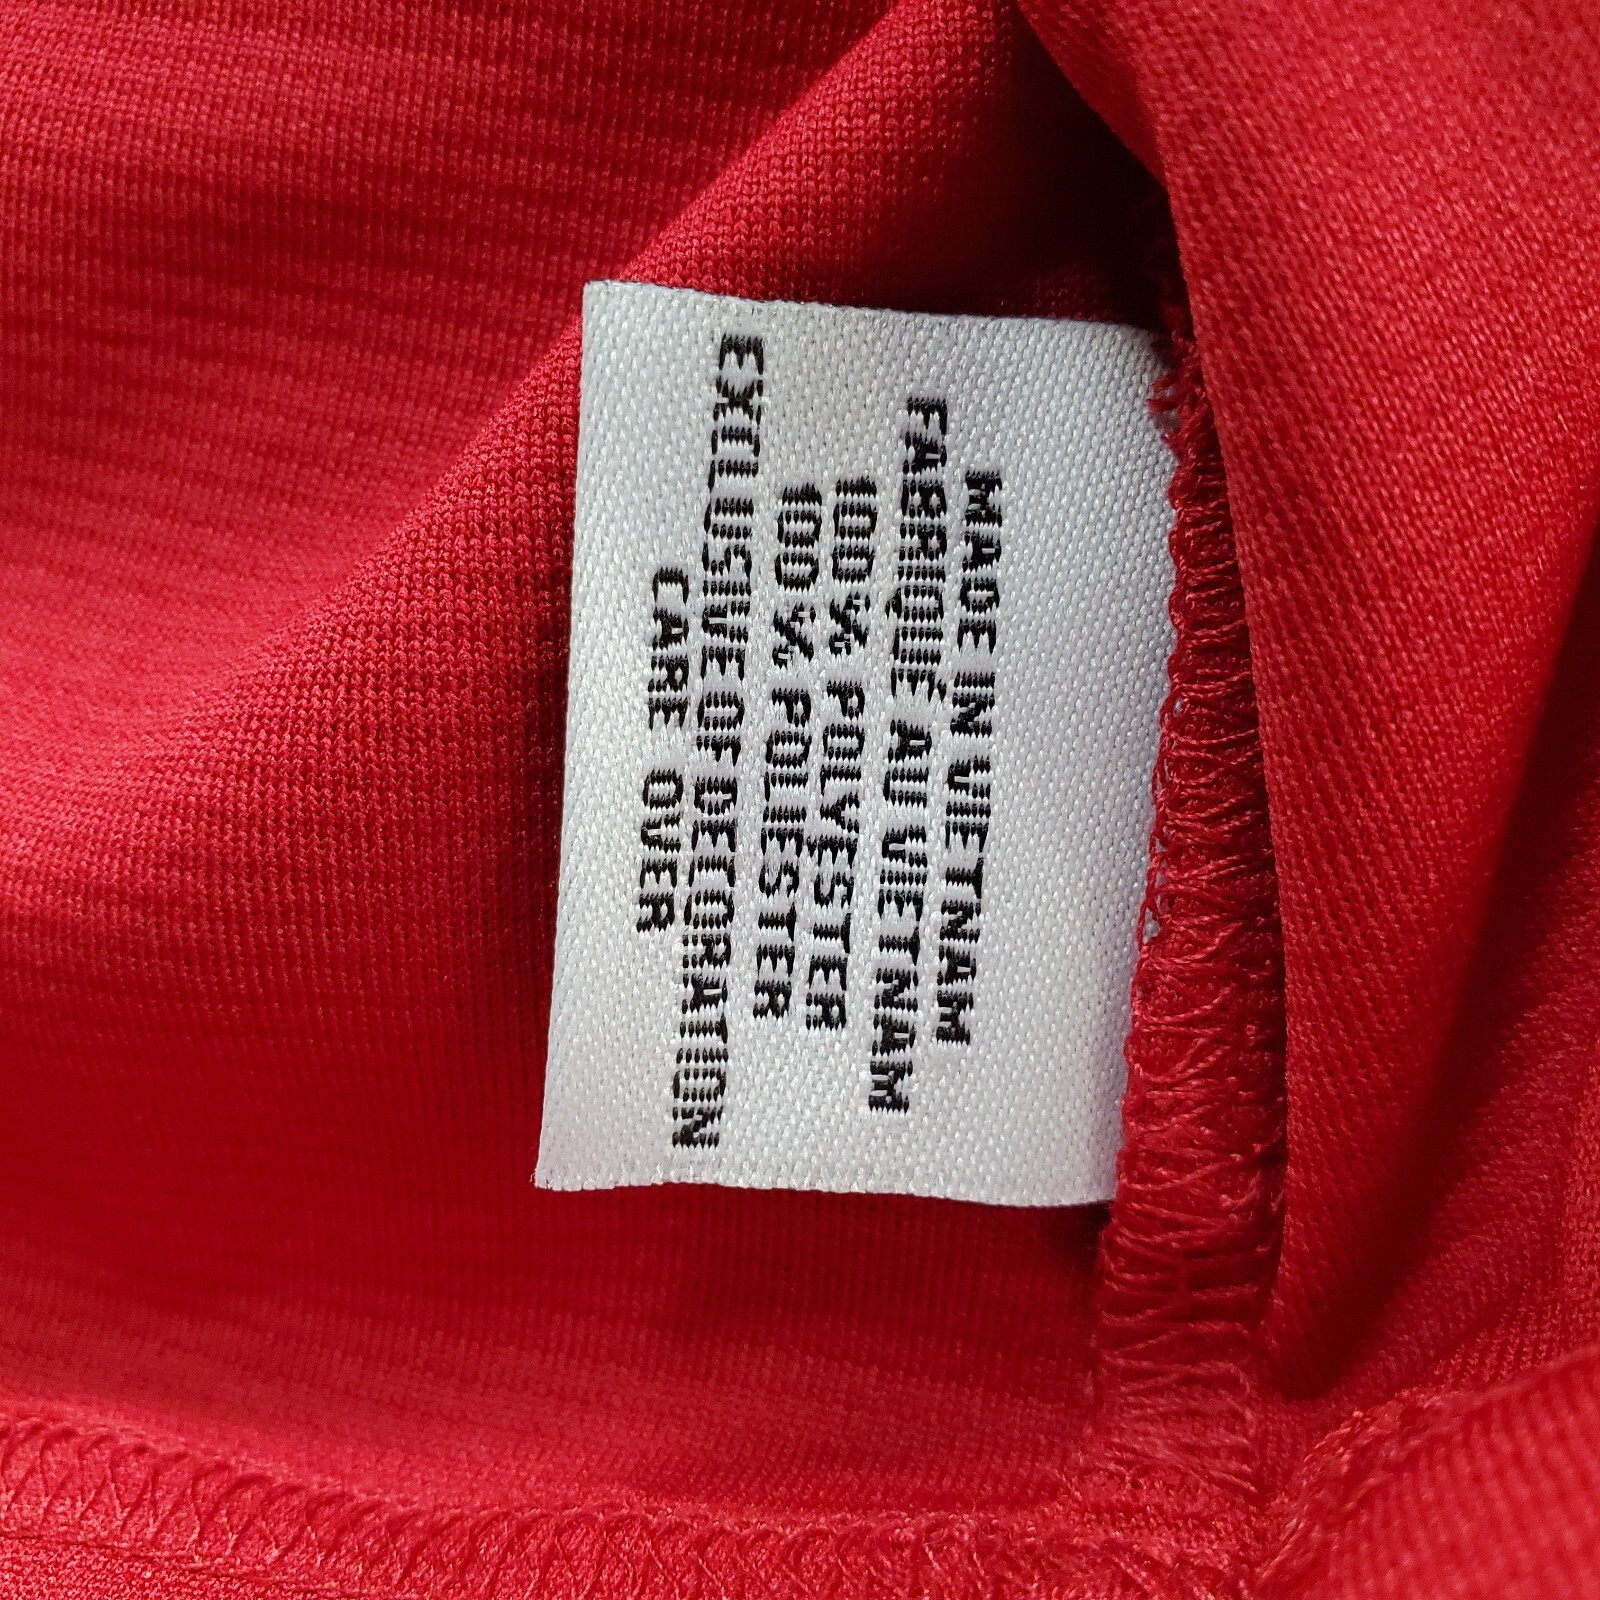 MADE IN VIETNAM
FABRIQUÉ AU VIETNAM
100% POLYESTER
100% POLIESTER
EXCLUSIVE OF DECORATION
CARE OVER